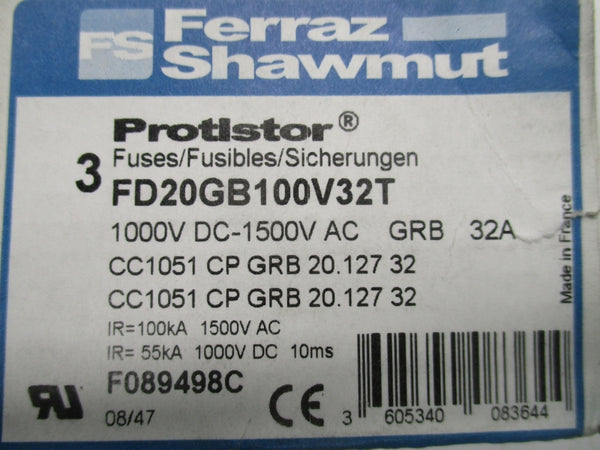 FS Ferraz
Shawmut
Protistor®
Fuses/Fusibles/Sicherungen
3
FD20GB100V32T
1000V DC-1500V AC GRB 32A
CC1051 CP GRB 20.127 32
CC1051 CP GRB 20.127 32
IR=100kA 1500V AC
IR= 55kA 1000V DC 10ms
F089498C
08/47
CE
3 605340 083644
Made in France